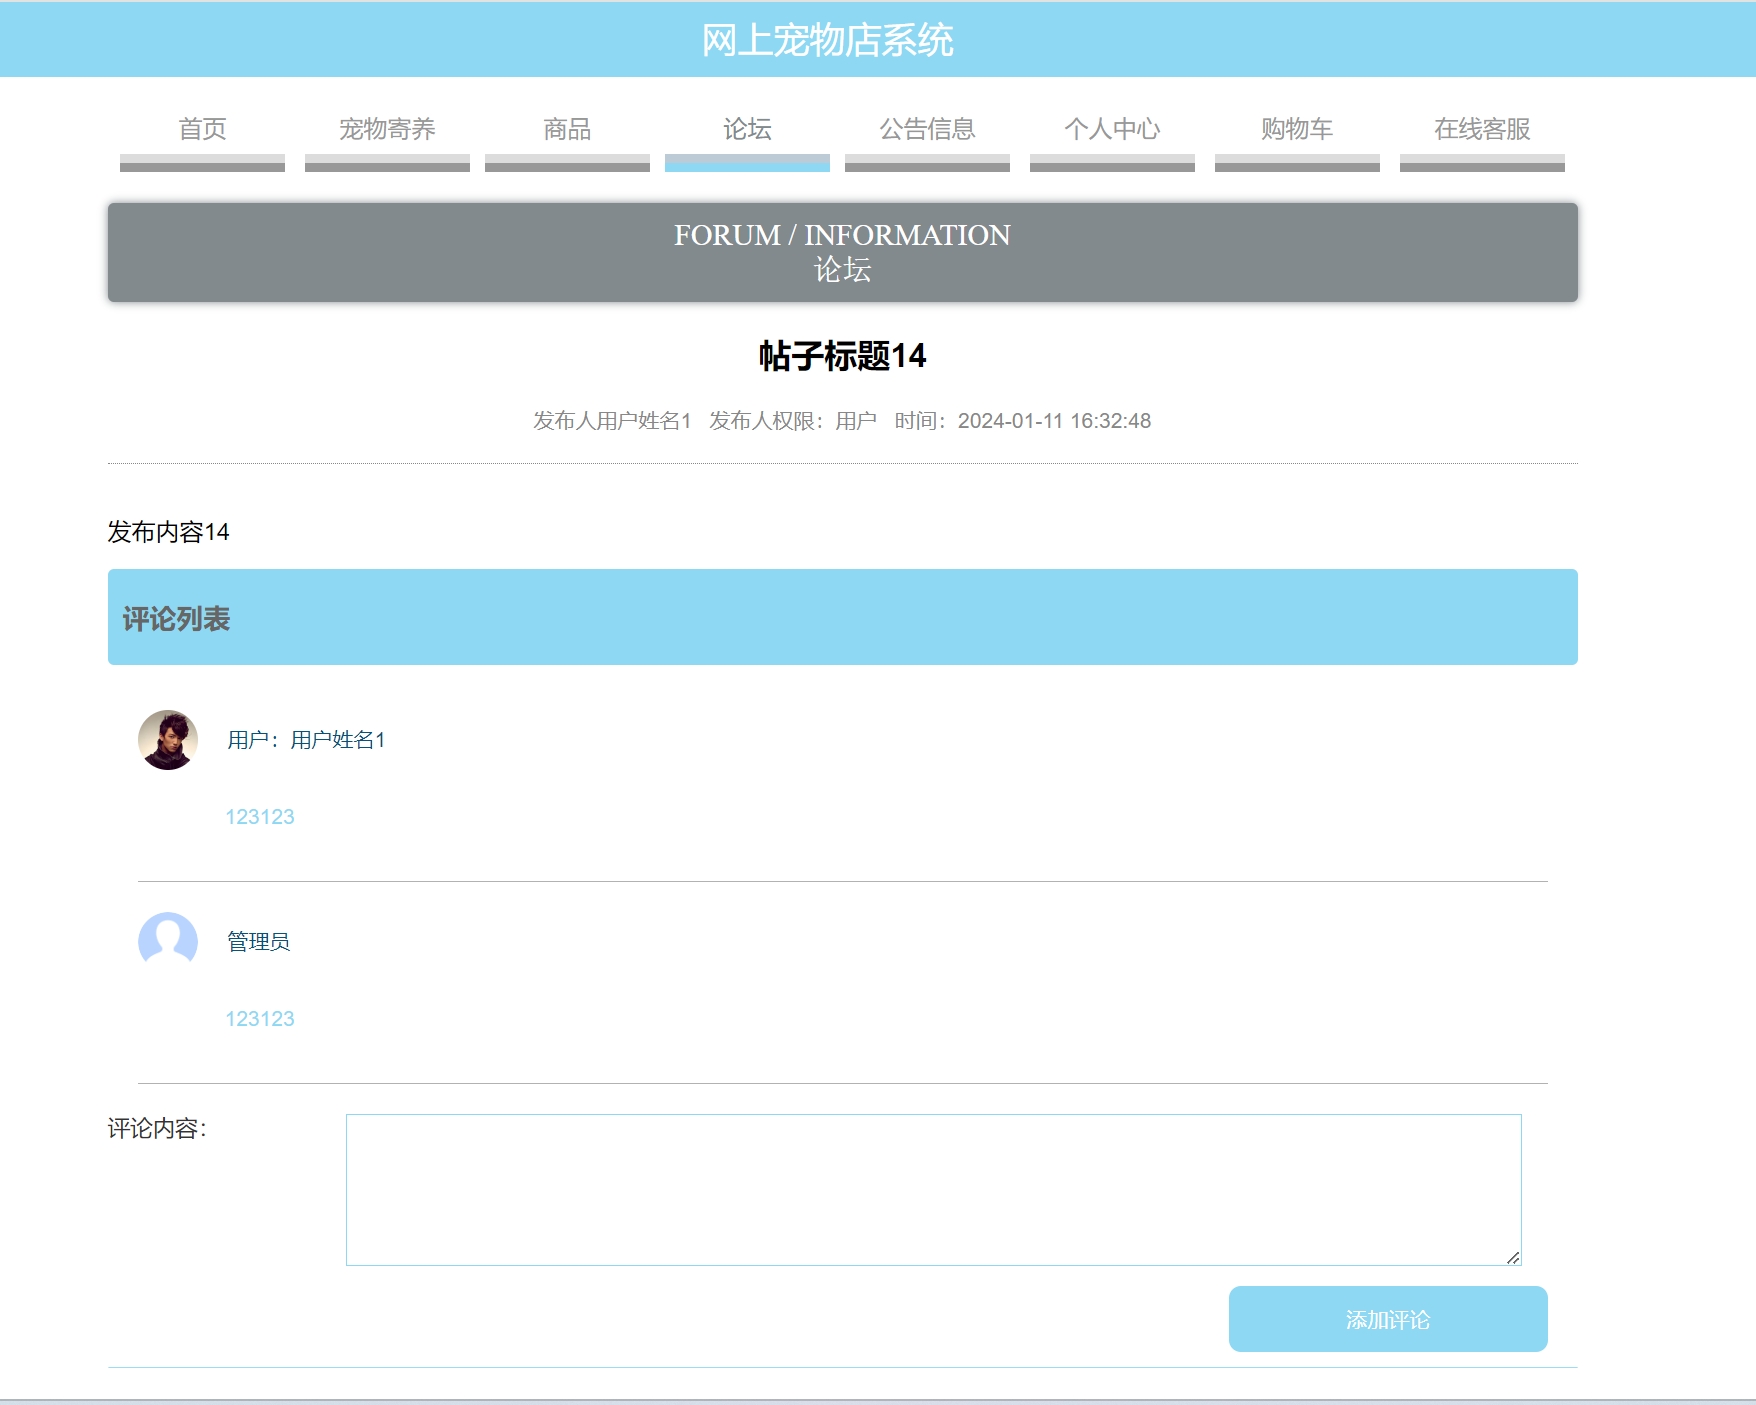 网上宠物店系统
首页 宠物寄养 商品 论坛 公告信息 个人中心 购物车 在线客服
FORUM / INFORMATION
论坛
帖子标题14
发布人用户姓名1 发布人权限：用户 时间：2024-01-11 16:32:48
发布内容14
评论列表
用户：用户姓名1
123123
管理员
123123
评论内容：
添加评论